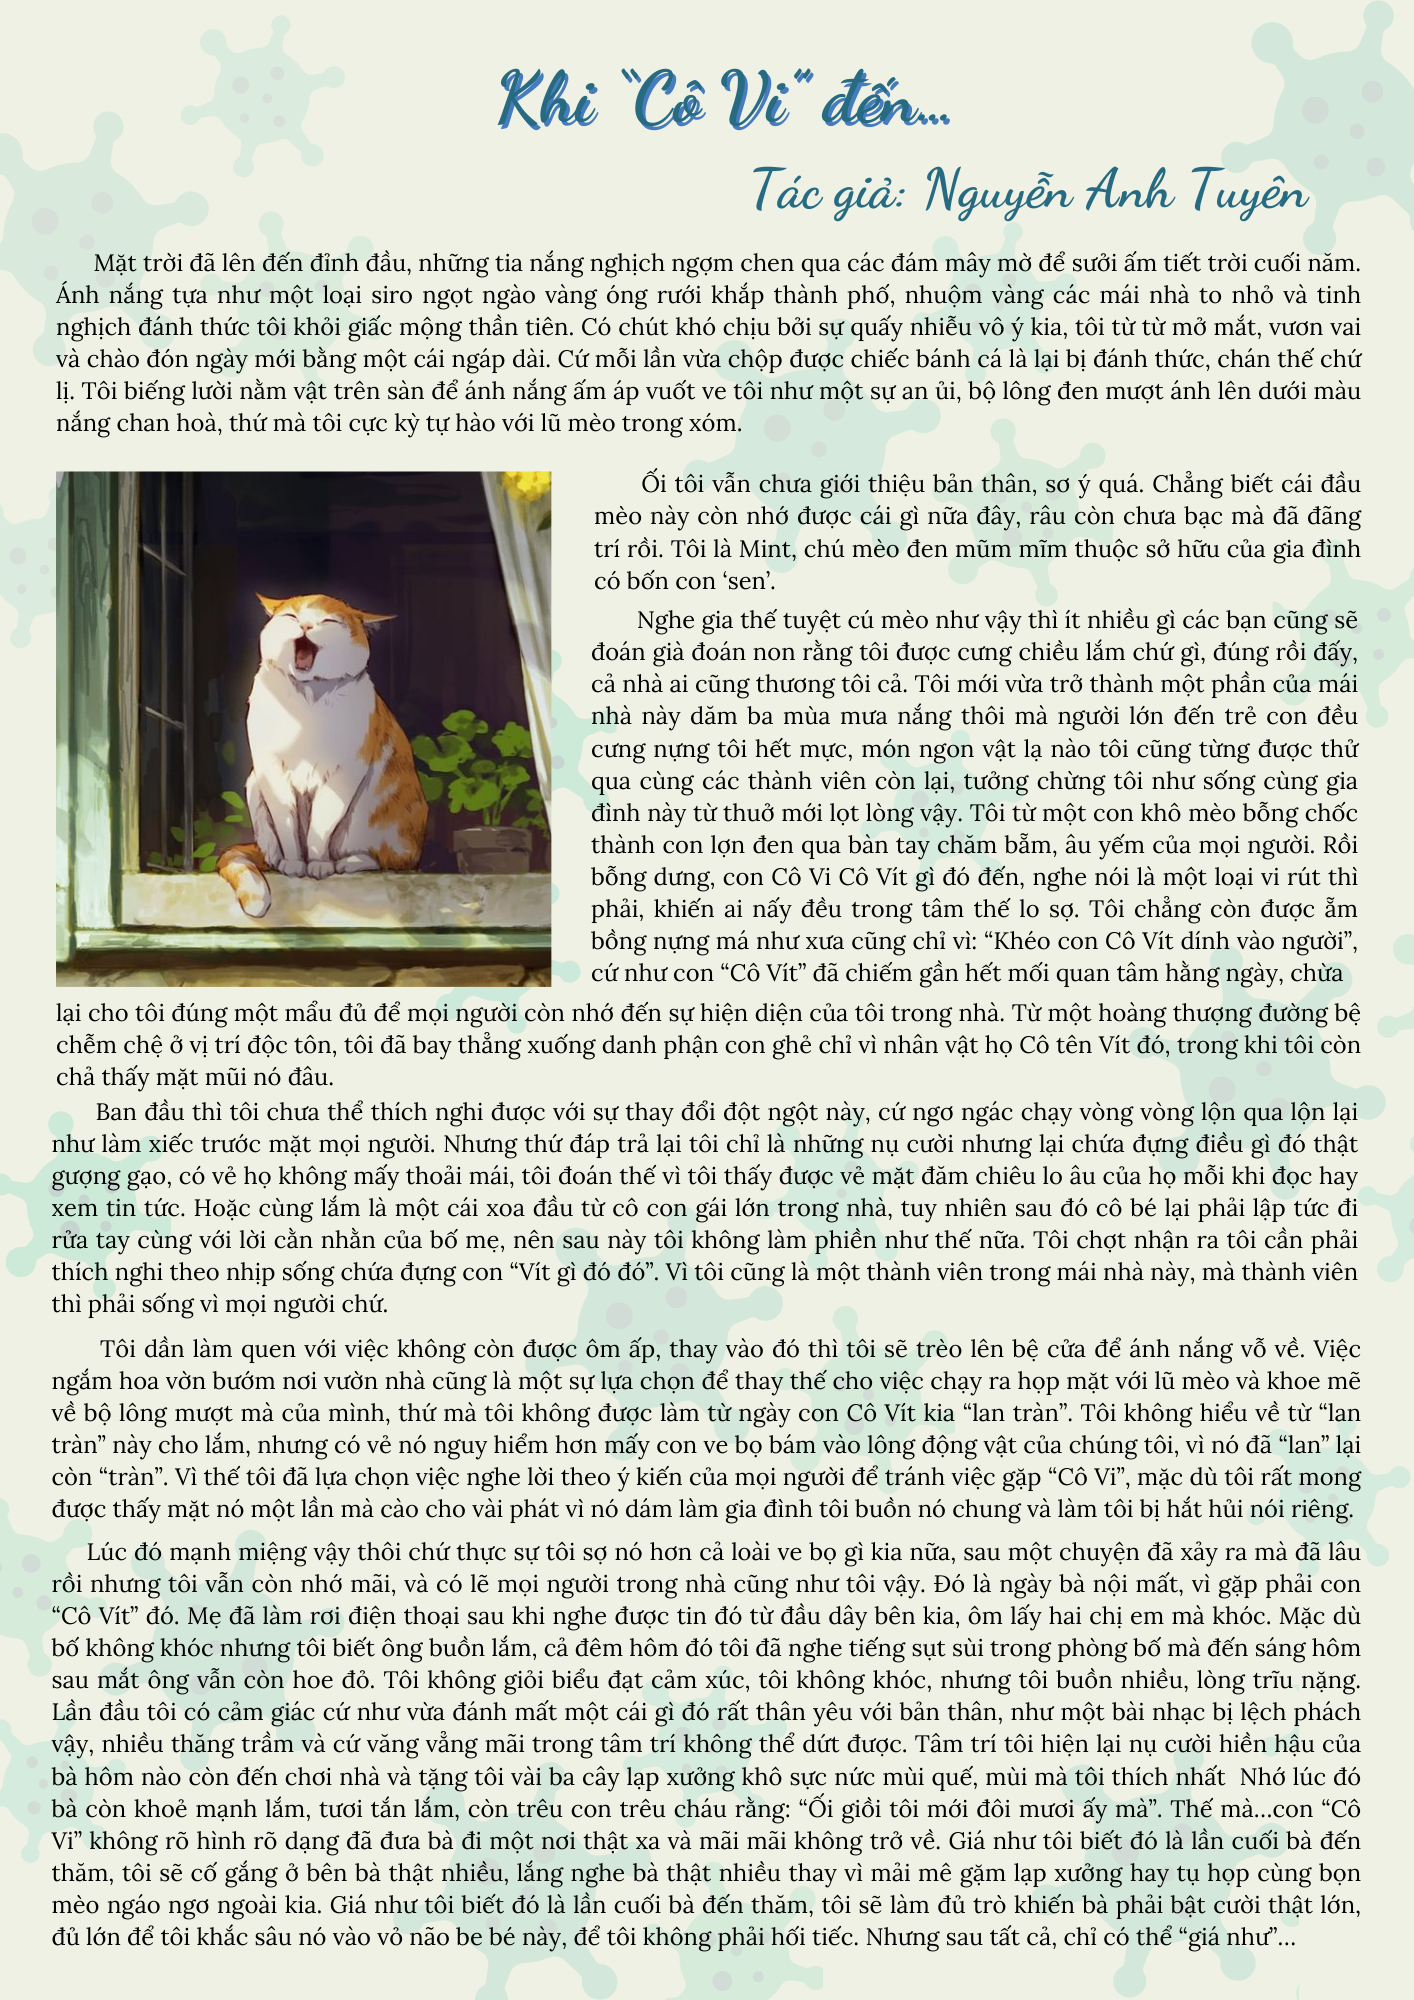 Khi “Cô Vi” đến...
Tác giả: Nguyễn Anh Tuyên
Mặt trời đã lên đến đỉnh đầu, những tia nắng nghịch ngợm chen qua các đám mây mờ để sưởi ấm tiết trời cuối năm.
Ánh nắng tựa như một loại siro ngọt ngào vàng óng rưới khắp thành phố, nhuộm vàng các mái nhà to nhỏ và tinh
nghịch đánh thức tôi khỏi giấc mộng thần tiên. Có chút khó chịu bởi sự quấy nhiễu vô ý kia, tôi từ từ mở mắt, vươn vai
và chào đón ngày mới bằng một cái ngáp dài. Cứ mỗi lần vừa chộp được chiếc bánh cá là lại bị đánh thức, chán thế chứ
lị. Tôi biếng lười nằm vật trên sàn để ánh nắng ấm áp vuốt ve tôi như một sự an ủi, bộ lông đen mượt ánh lên dưới màu
nắng chan hoà, thứ mà tôi cực kỳ tự hào với lũ mèo trong xóm.
Ối tôi vẫn chưa giới thiệu bản thân, sơ ý quá. Chẳng biết cái đầu
mèo này còn nhớ được cái gì nữa đây, râu còn chưa bạc mà đã đãng
trí rồi. Tôi là Mint, chú mèo đen mũm mĩm thuộc sở hữu của gia đình
có bốn con ‘sen’.
Nghe gia thế tuyệt cú mèo như vậy thì ít nhiều gì các bạn cũng sẽ
đoán già đoán non rằng tôi được cưng chiều lắm chứ gì, đúng rồi đấy,
cả nhà ai cũng thương tôi cả. Tôi mới vừa trở thành một phần của mái
nhà này dăm ba mùa mưa nắng thôi mà người lớn đến trẻ con đều
cưng nựng tôi hết mực, món ngon vật lạ nào tôi cũng từng được thử
qua cùng các thành viên còn lại, tưởng chừng tôi như sống cùng gia
đình này từ thuở mới lọt lòng vậy. Tôi từ một con khô mèo bỗng chốc
thành con lợn đen qua bàn tay chăm bẵm, âu yếm của mọi người. Rồi
bỗng dưng, con Cô Vi Cô Vít gì đó đến, nghe nói là một loại vi rút thì
phải, khiến ai nấy đều trong tâm thế lo sợ. Tôi chẳng còn được ẵm
bồng nựng má như xưa cũng chỉ vì: “Khéo con Cô Vít dính vào người”,
cứ như con “Cô Vít” đã chiếm gần hết mối quan tâm hằng ngày, chừa
lại cho tôi đúng một mẩu đủ để mọi người còn nhớ đến sự hiện diện của tôi trong nhà. Từ một hoàng thượng đường bệ
chễm chệ ở vị trí độc tôn, tôi đã bay thẳng xuống danh phận con ghẻ chỉ vì nhân vật họ Cô tên Vít đó, trong khi tôi còn
chả thấy mặt mũi nó đâu.
Ban đầu thì tôi chưa thể thích nghi được với sự thay đổi đột ngột này, cứ ngơ ngác chạy vòng vòng lộn qua lộn lại
như làm xiếc trước mặt mọi người. Nhưng thứ đáp trả lại tôi chỉ là những nụ cười nhưng lại chứa đựng điều gì đó thật
gượng gạo, có vẻ họ không mấy thoải mái, tôi đoán thế vì tôi thấy được vẻ mặt đăm chiêu lo âu của họ mỗi khi đọc hay
xem tin tức. Hoặc cùng lắm là một cái xoa đầu từ cô con gái lớn trong nhà, tuy nhiên sau đó cô bé lại phải lập tức đi
rửa tay cùng với lời cằn nhằn của bố mẹ, nên sau này tôi không làm phiền như thế nữa. Tôi chợt nhận ra tôi cần phải
thích nghi theo nhịp sống chứa đựng con “Vít gì đó đó”. Vì tôi cũng là một thành viên trong mái nhà này, mà thành viên
thì phải sống vì mọi người chứ.
Tôi dần làm quen với việc không còn được ôm ấp, thay vào đó thì tôi sẽ trèo lên bệ cửa để ánh nắng vỗ về. Việc
ngắm hoa vờn bướm nơi vườn nhà cũng là một sự lựa chọn để thay thế cho việc chạy ra họp mặt với lũ mèo và khoe mẽ
về bộ lông mượt mà của mình, thứ mà tôi không được làm từ ngày con Cô Vít kia “lan tràn”. Tôi không hiểu về từ “lan
tràn” này cho lắm, nhưng có vẻ nó nguy hiểm hơn mấy con ve bọ bám vào lông động vật của chúng tôi, vì nó đã “lan” lại
còn “tràn”. Vì thế tôi đã lựa chọn việc nghe lời theo ý kiến của mọi người để tránh việc gặp “Cô Vi”, mặc dù tôi rất mong
được thấy mặt nó một lần mà cào cho vài phát vì nó dám làm gia đình tôi buồn nó chung và làm tôi bị hắt hủi nói riêng.
Lúc đó mạnh miệng vậy thôi chứ thực sự tôi sợ nó hơn cả loài ve bọ gì kia nữa, sau một chuyện đã xảy ra mà đã lâu
rồi nhưng tôi vẫn còn nhớ mãi, và có lẽ mọi người trong nhà cũng như tôi vậy. Đó là ngày bà nội mất, vì gặp phải con
“Cô Vít” đó. Mẹ đã làm rơi điện thoại sau khi nghe được tin đó từ đầu dây bên kia, ôm lấy hai chị em mà khóc. Mặc dù
bố không khóc nhưng tôi biết ông buồn lắm, cả đêm hôm đó tôi đã nghe tiếng sụt sùi trong phòng bố mà đến sáng hôm
sau mắt ông vẫn còn hoe đỏ. Tôi không giỏi biểu đạt cảm xúc, tôi không khóc, nhưng tôi buồn nhiều, lòng trĩu nặng.
Lần đầu tôi có cảm giác cứ như vừa đánh mất một cái gì đó rất thân yêu với bản thân, như một bài nhạc bị lệch phách
vậy, nhiều thăng trầm và cứ văng vẳng mãi trong tâm trí không thể dứt được. Tâm trí tôi hiện lại nụ cười hiền hậu của
bà hôm nào còn đến chơi nhà và tặng tôi vài ba cây lạp xưởng khô sực nức mùi quế, mùi mà tôi thích nhất  Nhớ lúc đó
bà còn khoẻ mạnh lắm, tươi tắn lắm, còn trêu con trêu cháu rằng: “Ối giồi tôi mới đôi mươi ấy mà”. Thế mà...con “Cô
Vi” không rõ hình rõ dạng đã đưa bà đi một nơi thật xa và mãi mãi không trở về. Giá như tôi biết đó là lần cuối bà đến
thăm, tôi sẽ cố gắng ở bên bà thật nhiều, lắng nghe bà thật nhiều thay vì mải mê gặm lạp xưởng hay tụ họp cùng bọn
mèo ngáo ngơ ngoài kia. Giá như tôi biết đó là lần cuối bà đến thăm, tôi sẽ làm đủ trò khiến bà phải bật cười thật lớn,
đủ lớn để tôi khắc sâu nó vào vỏ não be bé này, để tôi không phải hối tiếc. Nhưng sau tất cả, chỉ có thể “giá như”...